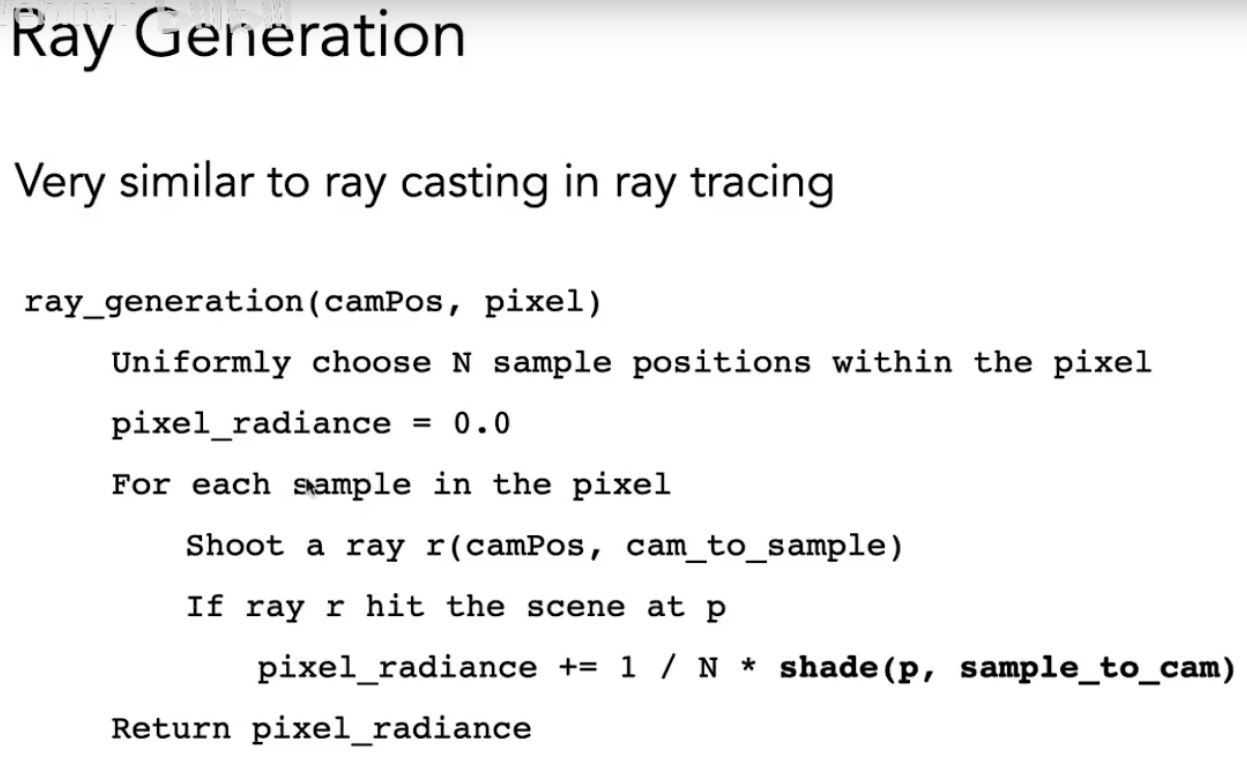 Ray Generation
Very similar to ray casting in ray tracing
ray_generation(camPos, pixel)
Uniformly choose N sample positions within the pixel
pixel_radiance = 0.0
For each sample in the pixel
Shoot a ray r(camPos, cam_to_sample)
If ray r hit the scene at p
pixel_radiance += 1 / N * shade(p, sample_to_cam)
Return pixel_radiance